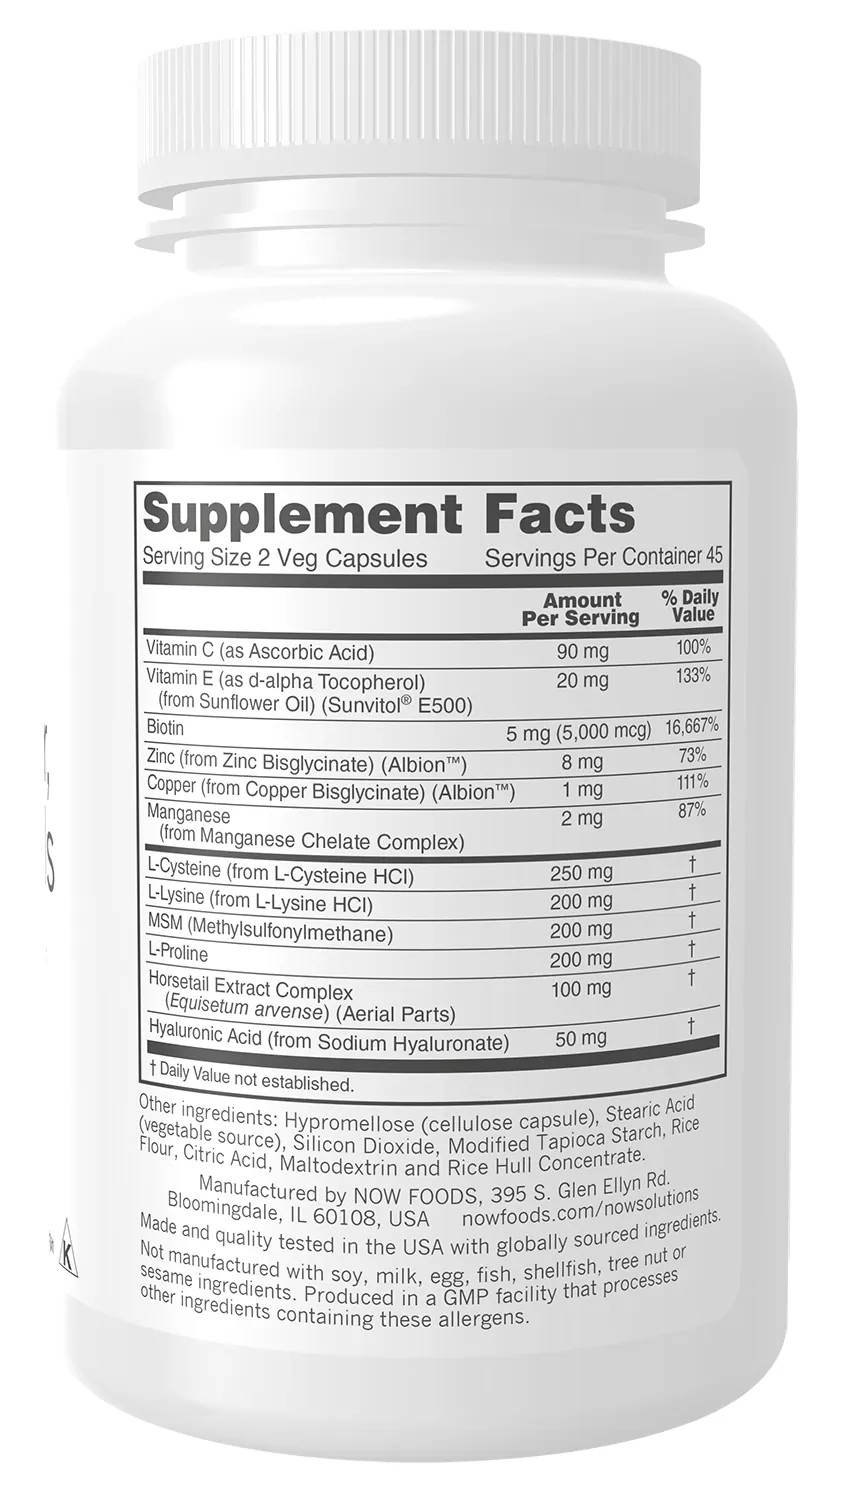 Supplement Facts
Serving Size 2 Veg Capsules Servings Per Container 45
Amount Per Serving % Daily Value
Vitamin C (as Ascorbic Acid) 90 mg 100%
Vitamin E (as d-alpha Tocopherol) 20 mg 133%
(from Sunflower Oil) (Sunvitol® E500)
Biotin 5 mg (5,000 mcg) 16,667%
Zinc (from Zinc Bisglycinate) (Albion™) 8 mg 73%
Copper (from Copper Bisglycinate) (Albion™) 1 mg 111%
Manganese 2 mg 87%
(from Manganese Chelate Complex)
L-Cysteine (from L-Cysteine HCl) 250 mg †
L-Lysine (from L-Lysine HCl) 200 mg †
MSM (Methylsulfonylmethane) 200 mg †
L-Proline 200 mg †
Horsetail Extract Complex 100 mg †
(Equisetum arvense) (Aerial Parts)
Hyaluronic Acid (from Sodium Hyaluronate) 50 mg †
† Daily Value not established.
Other ingredients: Hypromellose (cellulose capsule), Stearic Acid
(vegetable source), Silicon Dioxide, Modified Tapioca Starch, Rice
Flour, Citric Acid, Maltodextrin and Rice Hull Concentrate.
Manufactured by NOW FOODS, 395 S. Glen Ellyn Rd.
Bloomingdale, IL 60108, USA nowfoods.com/nowsolutions
Made and quality tested in the USA with globally sourced ingredients.
Not manufactured with soy, milk, egg, fish, shellfish, tree nut or
sesame ingredients. Produced in a GMP facility that processes
other ingredients containing these allergens.
K